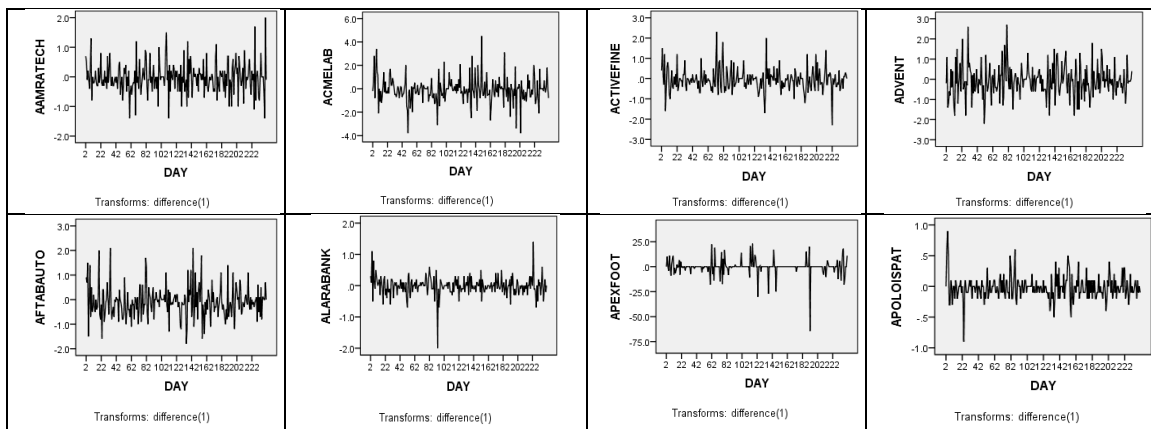 2.0
1.0
.0
-1.0
-2.0
AAMRATECH
2 22 42 62 82 102122142162182202222
DAY
Transforms: difference(1)
6.0
4.0
2.0
.0
-2.0
-4.0
ACMELAB
2 22 42 62 82 102122142162182202222
DAY
Transforms: difference(1)
3.0
2.0
1.0
.0
-1.0
-2.0
-3.0
ACTIVEFINE
2 22 42 62 82 102122142162182202222
DAY
Transforms: difference(1)
3.0
2.0
1.0
.0
-1.0
-2.0
-3.0
ADVENT
2 22 42 62 82 102122142162182202222
DAY
Transforms: difference(1)
3.0
2.0
1.0
.0
-1.0
-2.0
AFTABAUTO
2 22 42 62 82 102122142162182202222
DAY
Transforms: difference(1)
2.0
1.0
.0
-1.0
-2.0
ALARABANK
2 22 42 62 82 102122142162182202222
DAY
Transforms: difference(1)
25.0
.0
-25.0
-50.0
-75.0
APEXFOOT
2 22 42 62 82 102122142162182202222
DAY
Transforms: difference(1)
1.0
.5
.0
-.5
-1.0
APOLOISPAT
2 22 42 62 82 102122142162182202222
DAY
Transforms: difference(1)